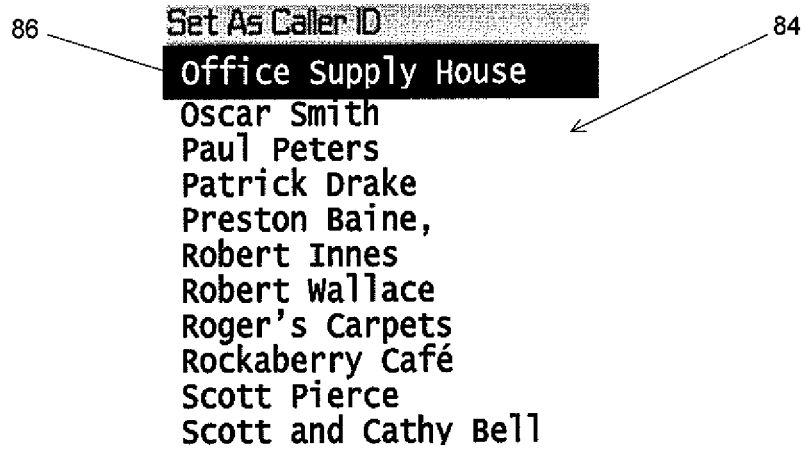 Set As Caller ID
86
84
Office Supply House
Oscar Smith
Paul Peters
Patrick Drake
Preston Baine,
Robert Innes
Robert Wallace
Roger's Carpets
Rockaberry Café
Scott Pierce
Scott and Cathy Bell